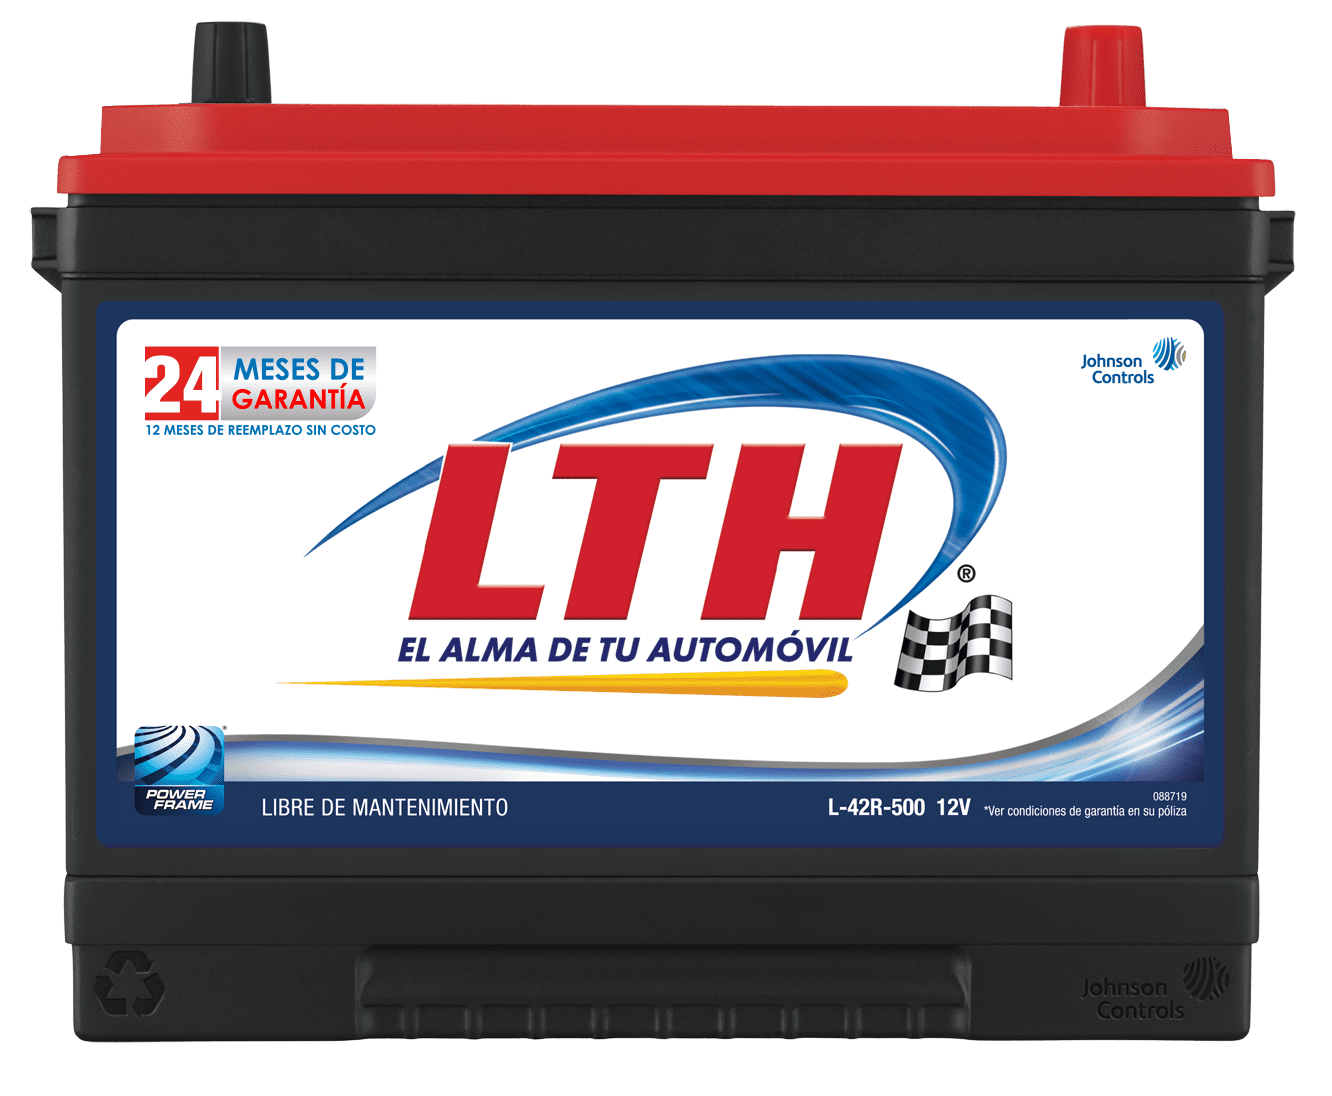 24 MESES DE
GARANTÍA
12 MESES DE REEMPLAZO SIN COSTO
Johnson
Controls
LTH
®
EL ALMA DE TU AUTOMÓVIL
POWER
FRAME
®
LIBRE DE MANTENIMIENTO
L-42R-500 12V
088719
*Ver condiciones de garantía en su póliza
Johnson
Controls